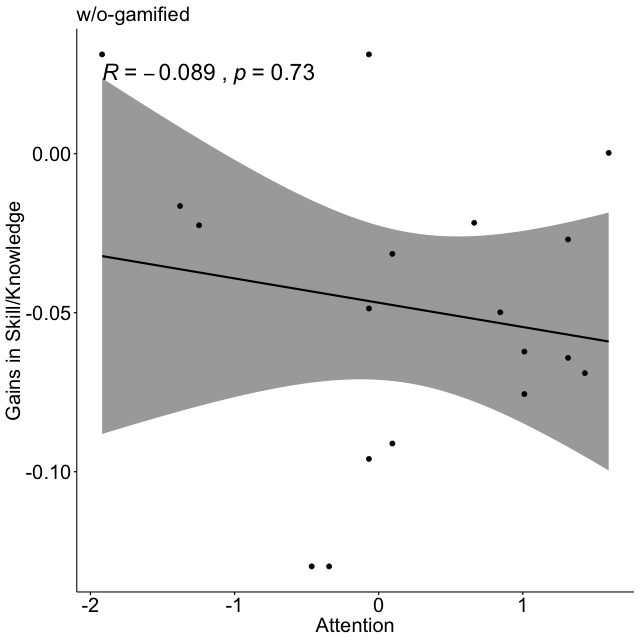 w/o-gamified
R = −0.089 , p = 0.73
0.00
-0.05
-0.10
Gains in Skill/Knowledge
-2
-1
0
1
Attention